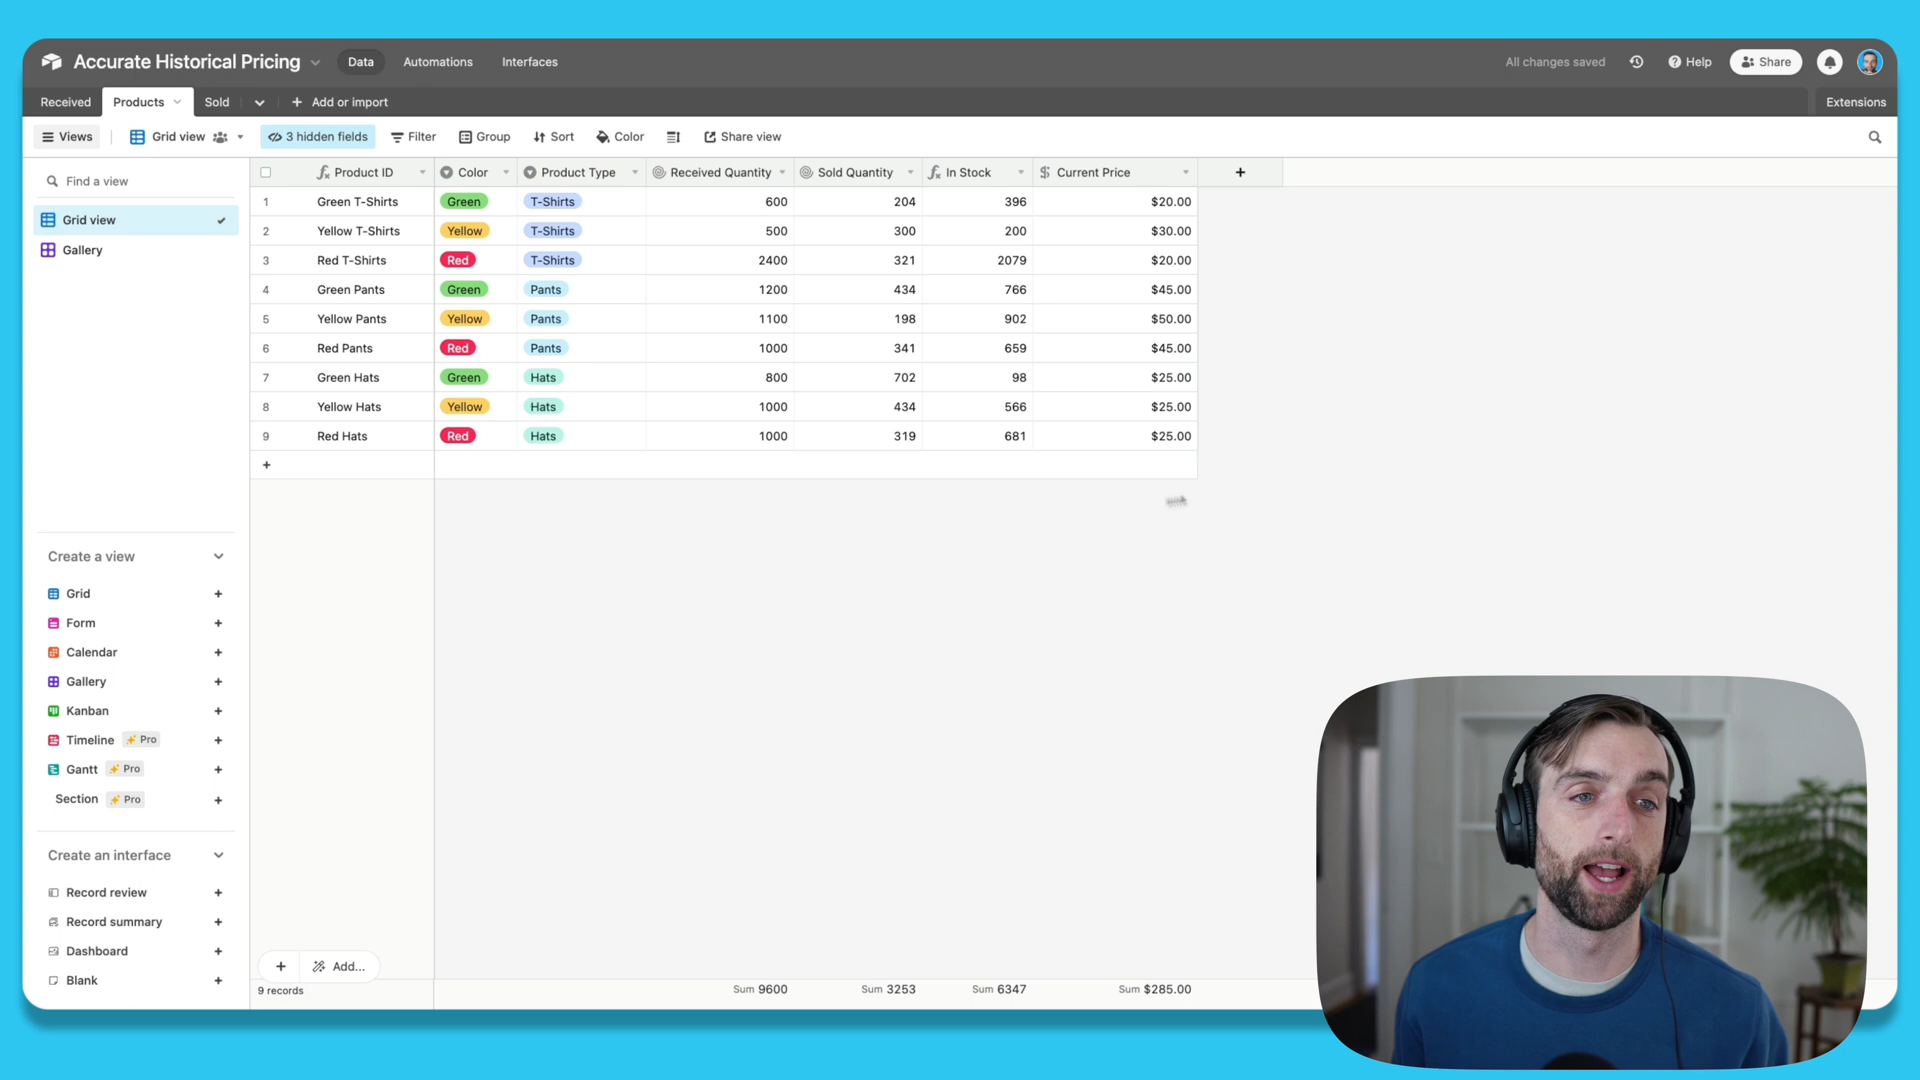 Accurate Historical Pricing Data Automations Interfaces All changes saved Help Share
Received Products Sold Add or import Extensions
Views Grid view 3 hidden fields Filter Group Sort Color Share view
Find a view
Grid view
Gallery
Product ID Color Product Type Received Quantity Sold Quantity In Stock Current Price
1 Green T-Shirts Green T-Shirts 600 204 396 $20.00
2 Yellow T-Shirts Yellow T-Shirts 500 300 200 $30.00
3 Red T-Shirts Red T-Shirts 2400 321 2079 $20.00
4 Green Pants Green Pants 1200 434 766 $45.00
5 Yellow Pants Yellow Pants 1100 198 902 $50.00
6 Red Pants Red Pants 1000 341 659 $45.00
7 Green Hats Green Hats 800 702 98 $25.00
8 Yellow Hats Yellow Hats 1000 434 566 $25.00
9 Red Hats Red Hats 1000 319 681 $25.00
Create a view
Grid
Form
Calendar
Gallery
Kanban
Timeline Pro
Gantt Pro
Section Pro
Create an interface
Record review
Record summary
Dashboard
Blank
Add...
9 records Sum 9600 Sum 3253 Sum 6347 Sum $285.00